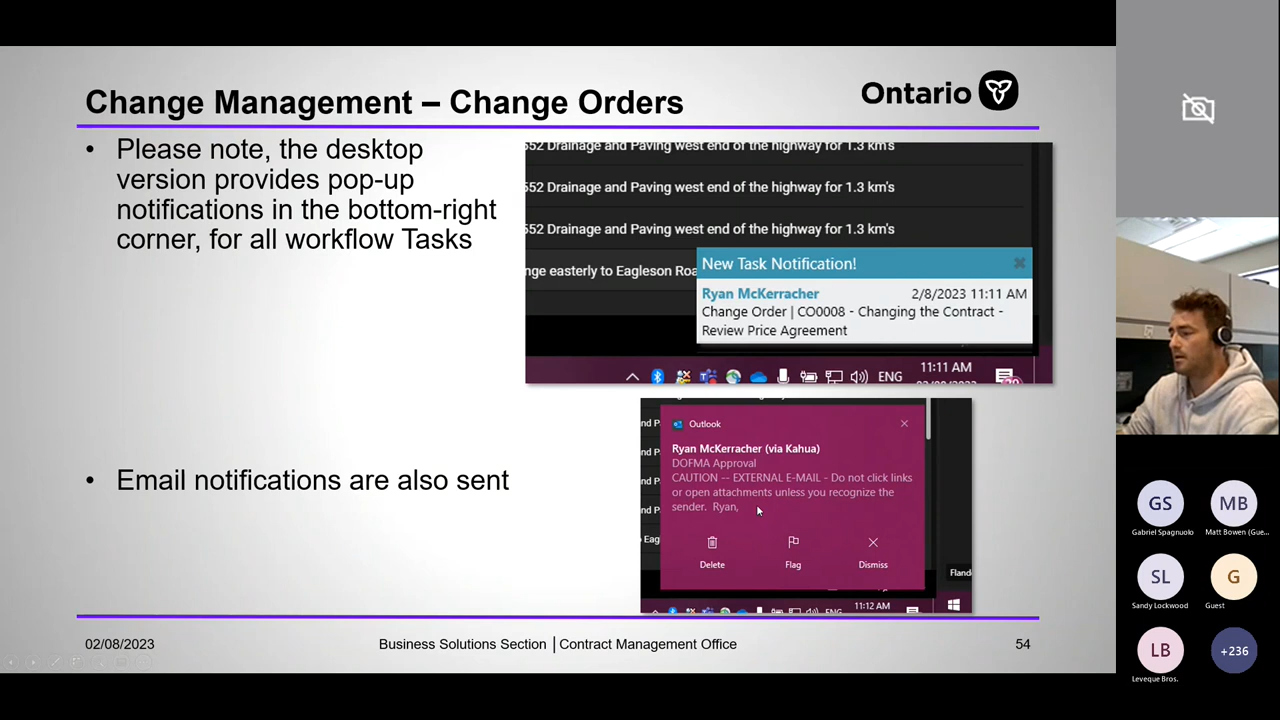 Change Management – Change Orders
Ontario
• Please note, the desktop
version provides pop-up
notifications in the bottom-right
corner, for all workflow Tasks
552 Drainage and Paving west end of the highway for 1.3 km's
552 Drainage and Paving west end of the highway for 1.3 km's
552 Drainage and Paving west end of the highway for 1.3 km's
nge easterly to Eagleson Roa
New Task Notification!
Ryan McKerracher 2/8/2023 11:11 AM
Change Order | CO0008 - Changing the Contract -
Review Price Agreement
ENG 11:11 AM
• Email notifications are also sent
Outlook
Ryan McKerracher (via Kahua)
DOFMA Approval
CAUTION -- EXTERNAL E-MAIL - Do not click links
or open attachments unless you recognize the
sender. Ryan,
Delete Flag Dismiss
Eag
Fland
ENG 11:12 AM
02/08/2023 Business Solutions Section | Contract Management Office 54
GS MB
Gabriel Spagnuolo Matt Bowen (Gue...
SL G
Sandy Lockwood Guest
LB +236
Leveque Bros.